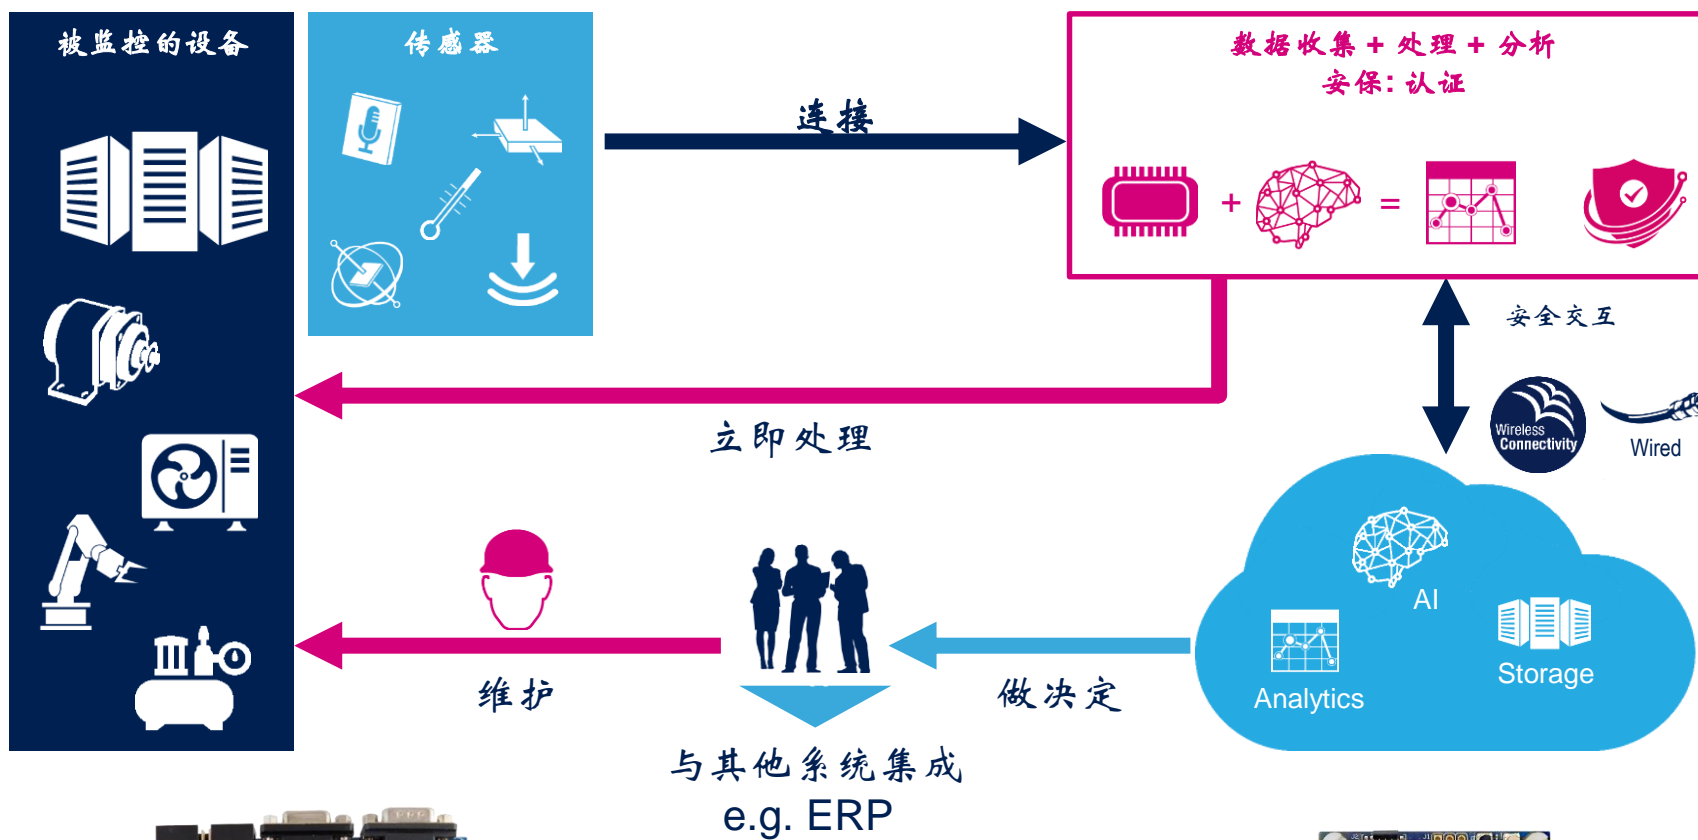 被监控的设备
传感器
连接
数据收集 + 处理 + 分析
安保: 认证
+
=
安全交互
Wireless
Connectivity
Wired
立即处理
AI
Analytics
Storage
做决定
维护
与其他系统集成
e.g. ERP